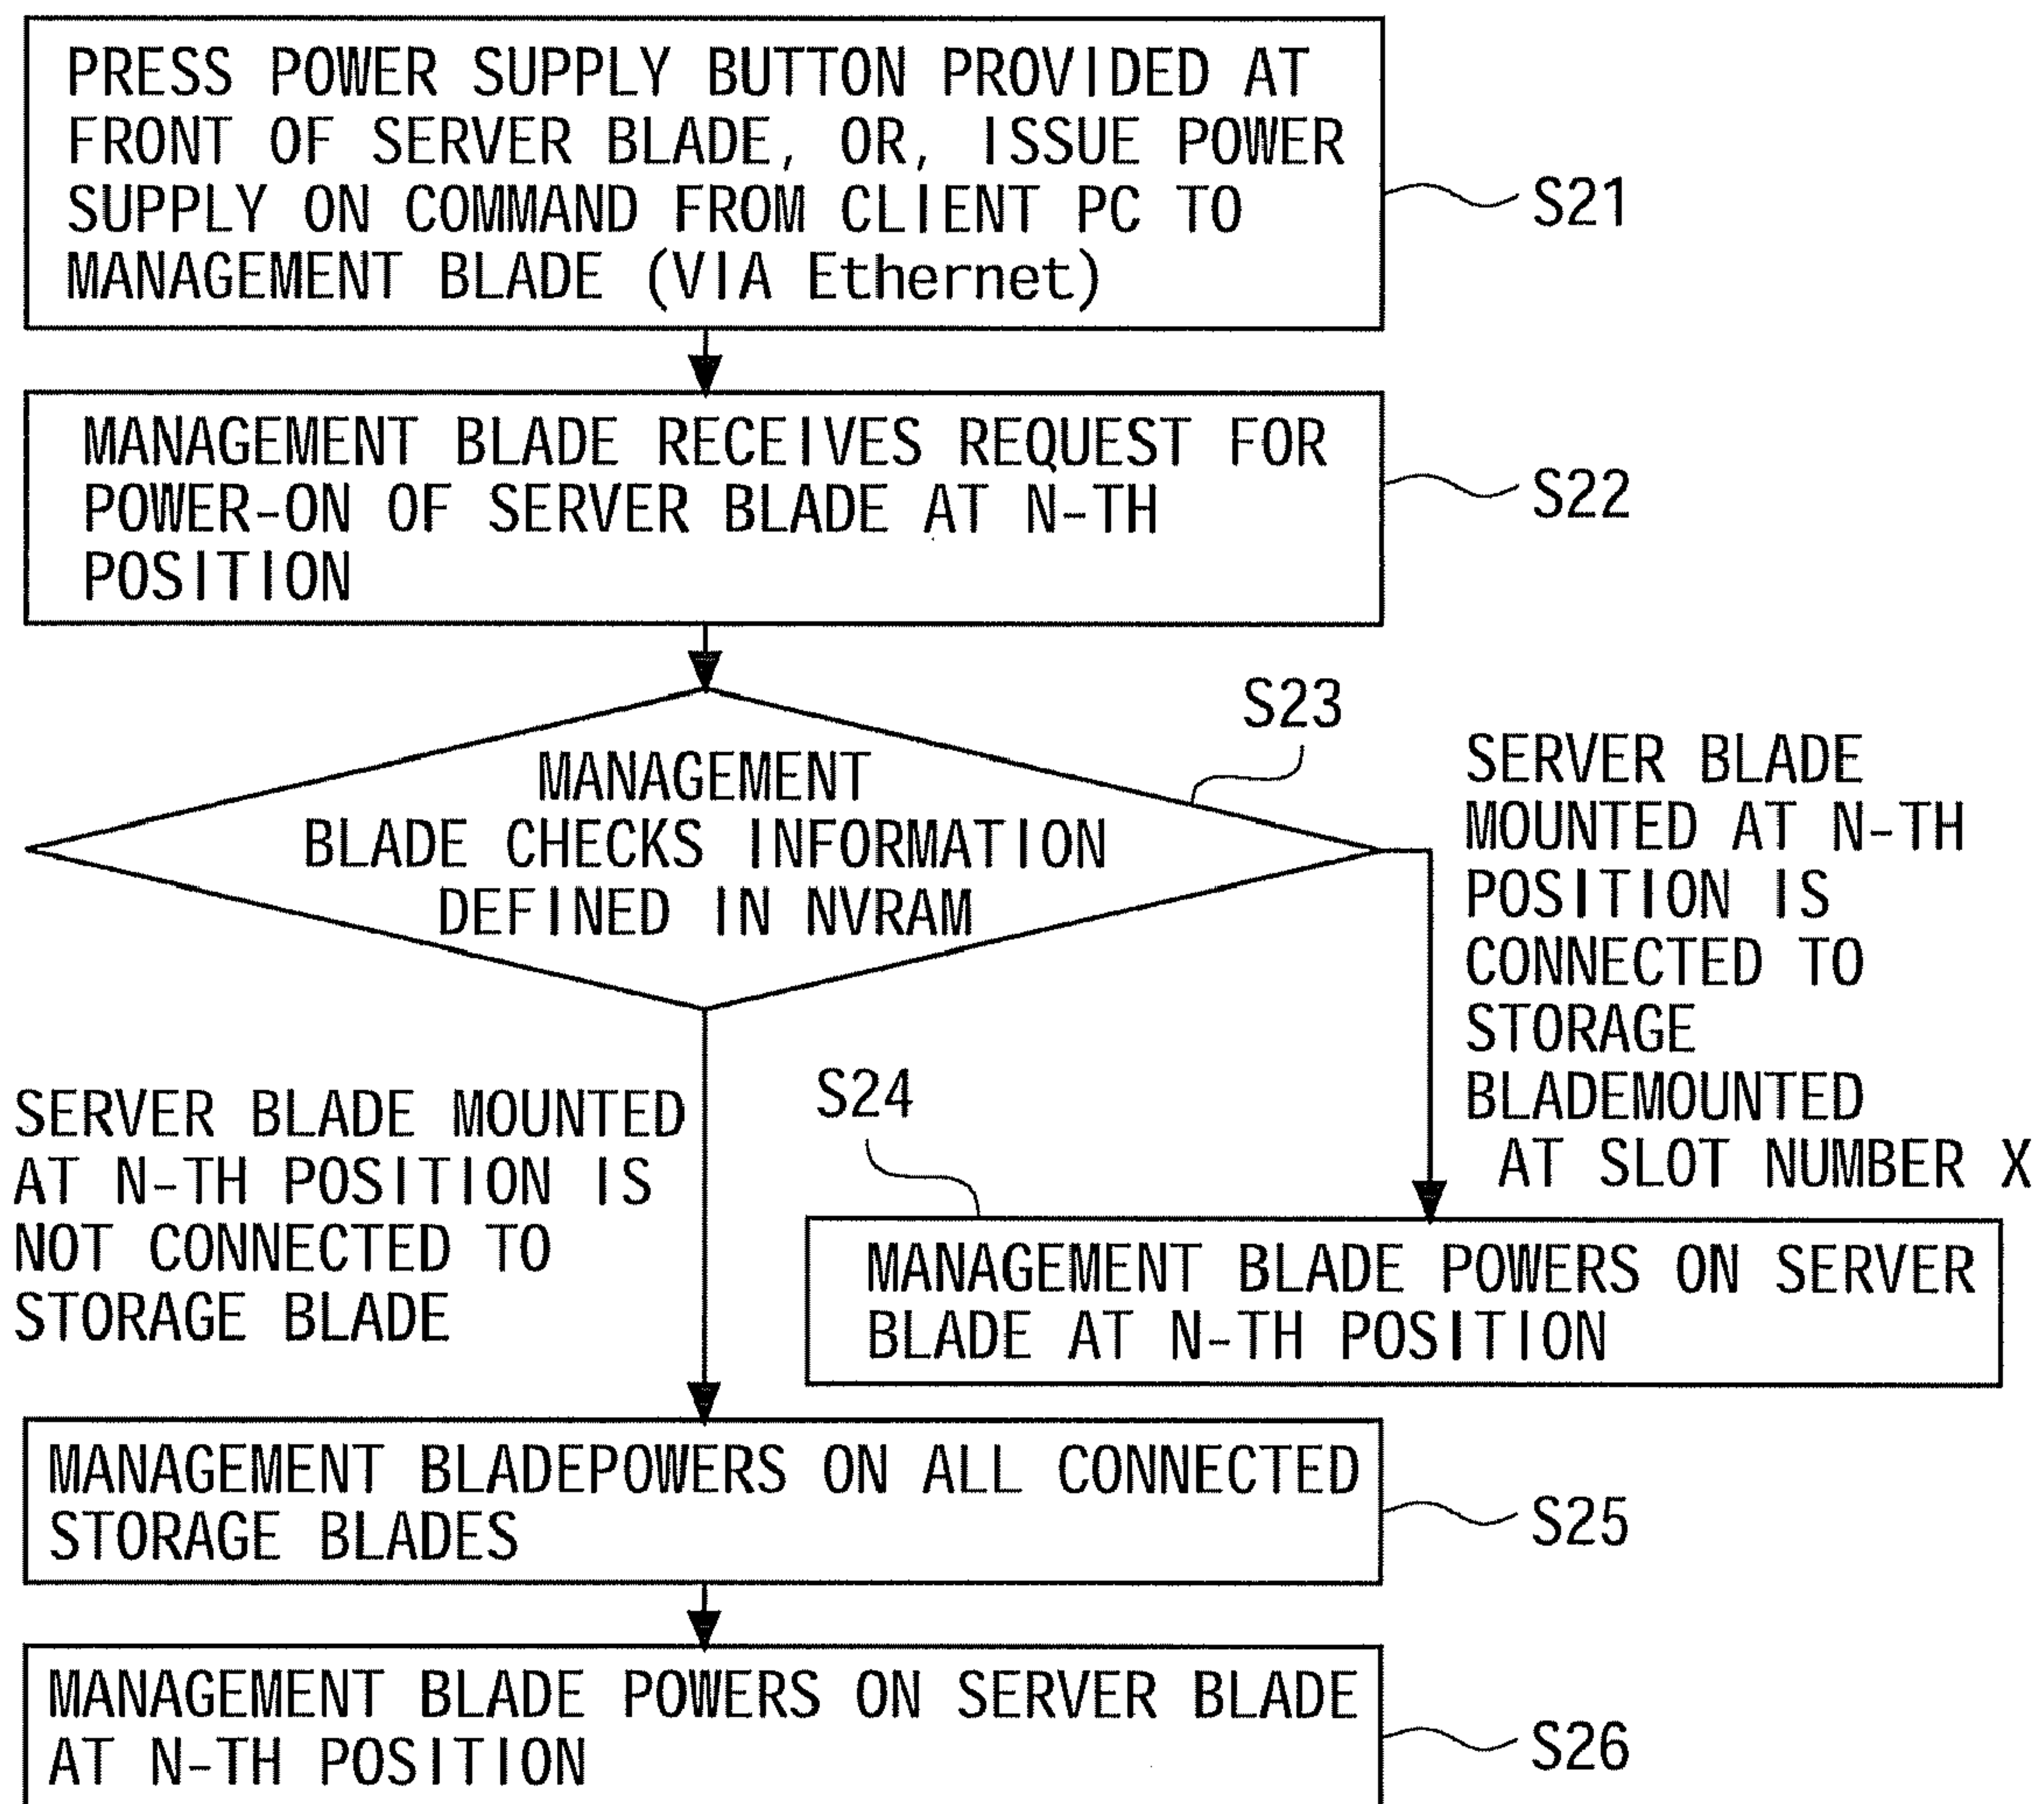 PRESS POWER SUPPLY BUTTON PROVIDED AT
FRONT OF SERVER BLADE, OR, ISSUE POWER
SUPPLY ON COMMAND FROM CLIENT PC TO
MANAGEMENT BLADE (VIA Ethernet)
S21
MANAGEMENT BLADE RECEIVES REQUEST FOR
POWER-ON OF SERVER BLADE AT N-TH
POSITION
S22
S23
MANAGEMENT
BLADE CHECKS INFORMATION
DEFINED IN NVRAM
SERVER BLADE
MOUNTED AT N-TH
POSITION IS
CONNECTED TO
STORAGE
BLADEMOUNTED
AT SLOT NUMBER X
SERVER BLADE MOUNTED
AT N-TH POSITION IS
NOT CONNECTED TO
STORAGE BLADE
S24
MANAGEMENT BLADE POWERS ON SERVER
BLADE AT N-TH POSITION
MANAGEMENT BLADEPOWERS ON ALL CONNECTED
STORAGE BLADES
S25
MANAGEMENT BLADE POWERS ON SERVER BLADE
AT N-TH POSITION
S26